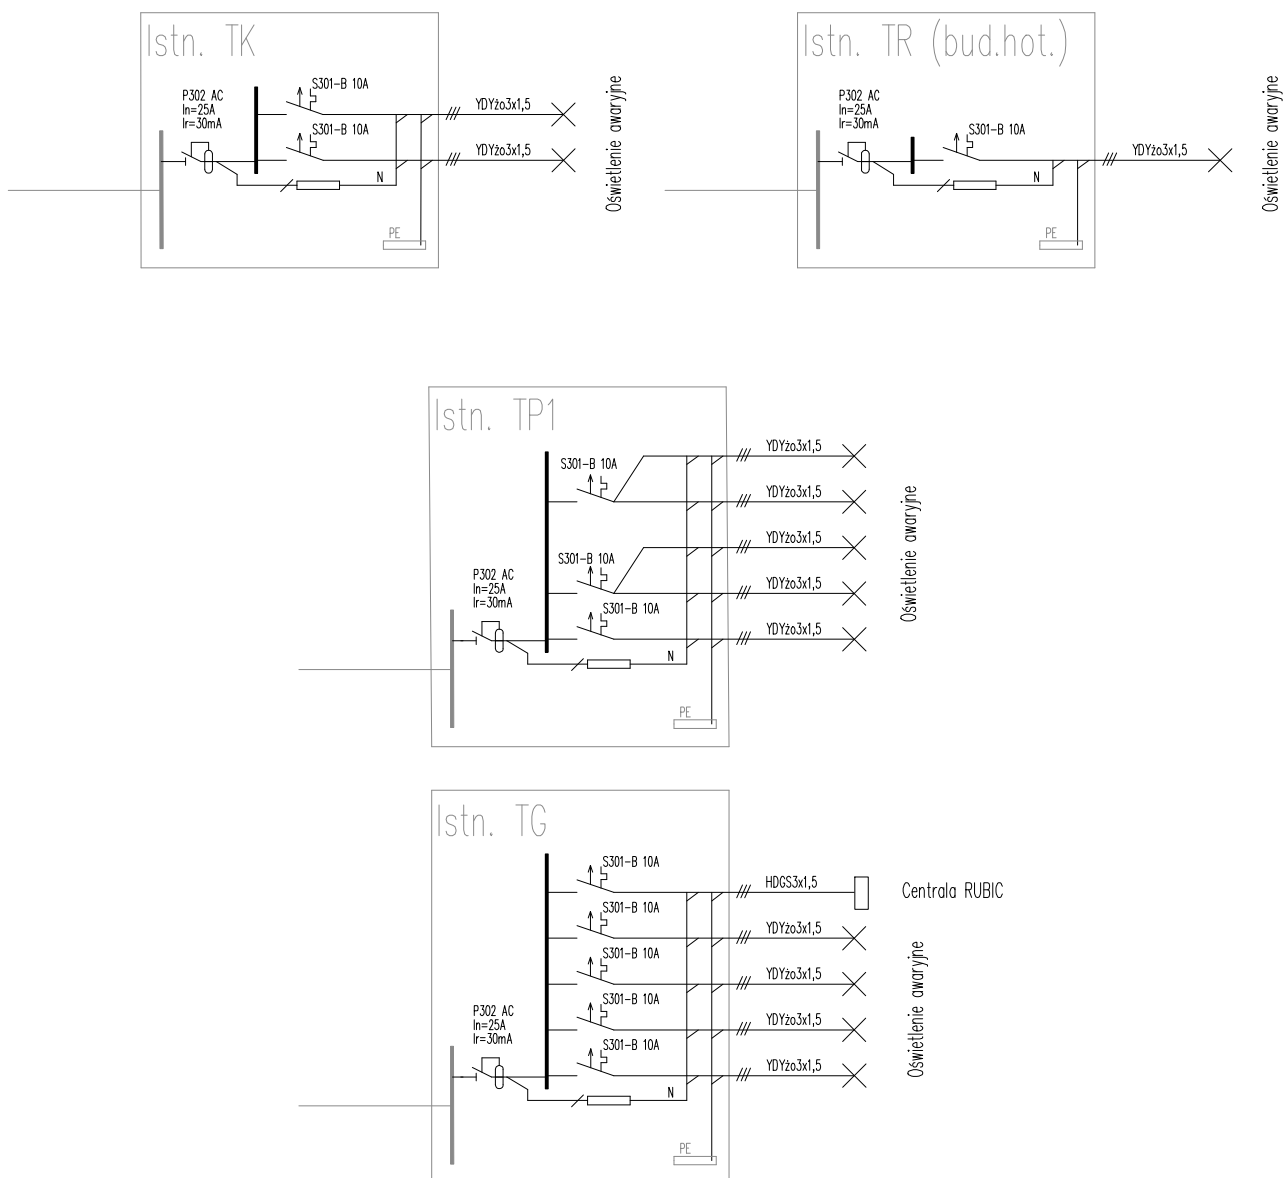 Istn. TK
P302 AC
In=25A
Ir=30mA
S301-B 10A
YDYżo3x1,5
S301-B 10A
YDYżo3x1,5
N
PE
Oświetlenie awaryjne
Istn. TR (bud.hot.)
P302 AC
In=25A
Ir=30mA
S301-B 10A
YDYżo3x1,5
N
PE
Oświetlenie awaryjne
Istn. TP1
YDYżo3x1,5
S301-B 10A
YDYżo3x1,5
YDYżo3x1,5
S301-B 10A
P302 AC
In=25A
Ir=30mA
YDYżo3x1,5
S301-B 10A
YDYżo3x1,5
N
PE
Oświetlenie awaryjne
Istn. TG
S301-B 10A
HDGS3x1,5
Centrala RUBIC
S301-B 10A
YDYżo3x1,5
S301-B 10A
YDYżo3x1,5
S301-B 10A
P302 AC
In=25A
Ir=30mA
YDYżo3x1,5
S301-B 10A
YDYżo3x1,5
N
PE
Oświetlenie awaryjne